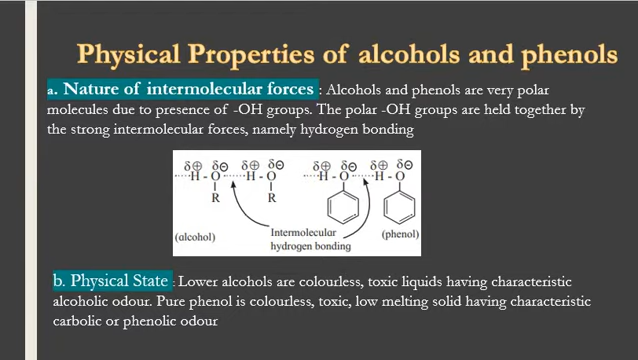 Physical Properties of alcohols and phenols
a. Nature of intermolecular forces : Alcohols and phenols are very polar
molecules due to presence of -OH groups. The polar -OH groups are held together by
the strong intermolecular forces, namely hydrogen bonding
δ⊕ δ⊖ δ⊕ δ⊖ δ⊕ δ⊖ δ⊕ δ⊖
······H - O ······H - O ······H - O ······H - O
R R
Intermolecular
(alcohol) (phenol)
hydrogen bonding
b. Physical State : Lower alcohols are colourless, toxic liquids having characteristic
alcoholic odour. Pure phenol is colourless, toxic, low melting solid having characteristic
carbolic or phenolic odour